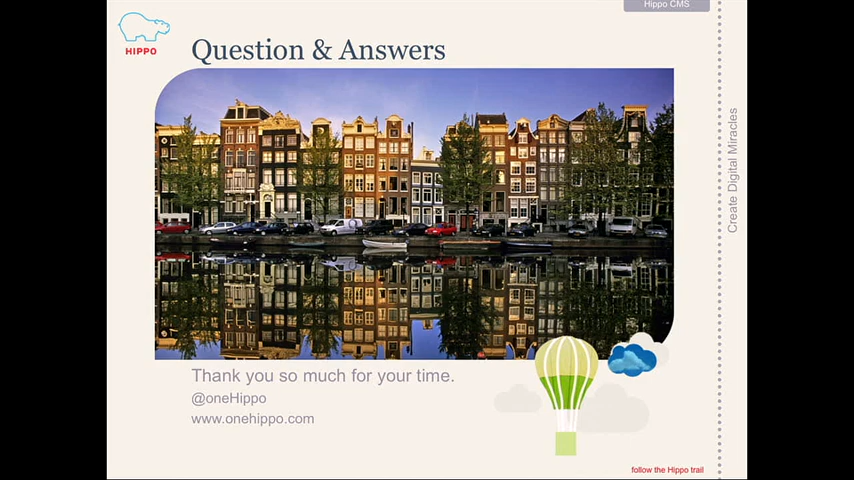 Hippo CMS
HIPPO
Question & Answers
Create Digital Miracles
Thank you so much for your time.
@oneHippo
www.onehippo.com
follow the Hippo trail